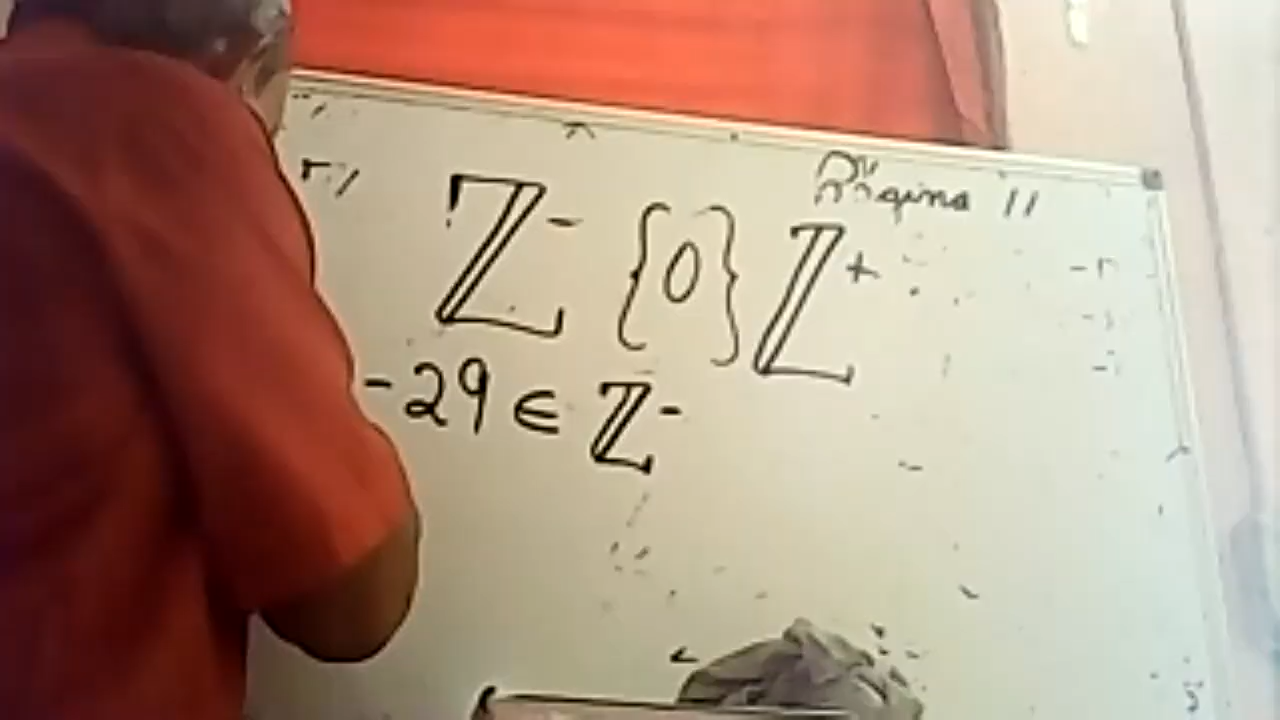 Página 11
ℤ⁻ {0} ℤ⁺
-29 ∈ ℤ⁻